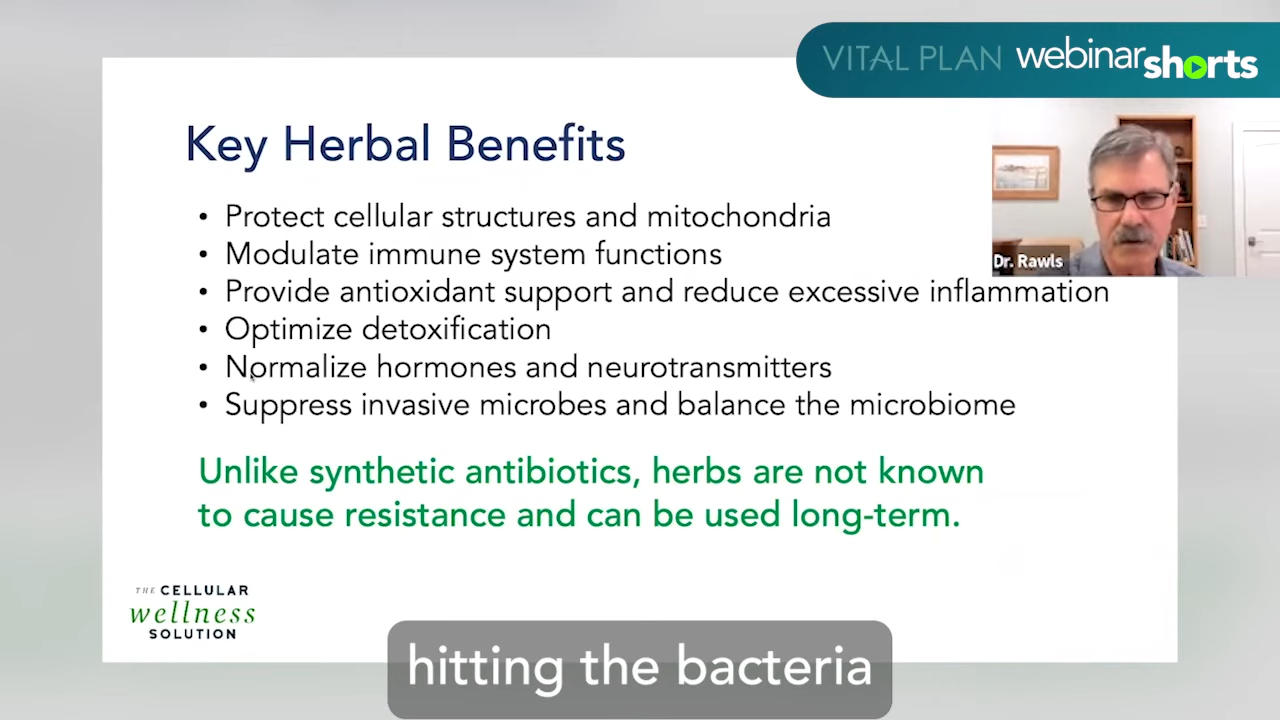 VITAL PLAN webinar shorts
Key Herbal Benefits
• Protect cellular structures and mitochondria
• Modulate immune system functions
• Provide antioxidant support and reduce excessive inflammation
• Optimize detoxification
• Normalize hormones and neurotransmitters
• Suppress invasive microbes and balance the microbiome
Dr. Rawls
Unlike synthetic antibiotics, herbs are not known
to cause resistance and can be used long-term.
THE CELLULAR
wellness
SOLUTION
hitting the bacteria